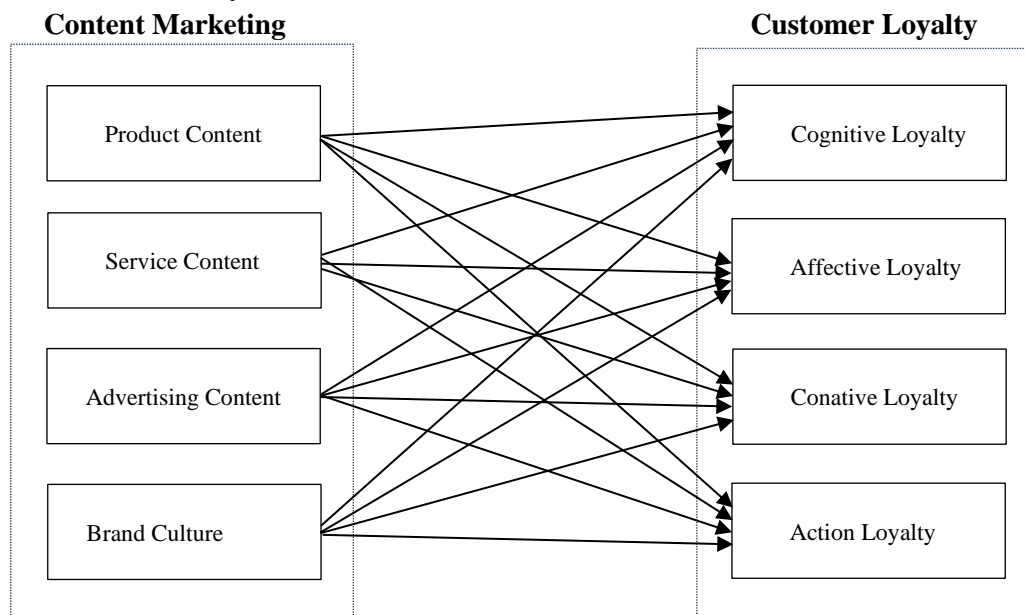 Content Marketing
Customer Loyalty
Product Content
Cognitive Loyalty
Service Content
Affective Loyalty
Advertising Content
Conative Loyalty
Brand Culture
Action Loyalty